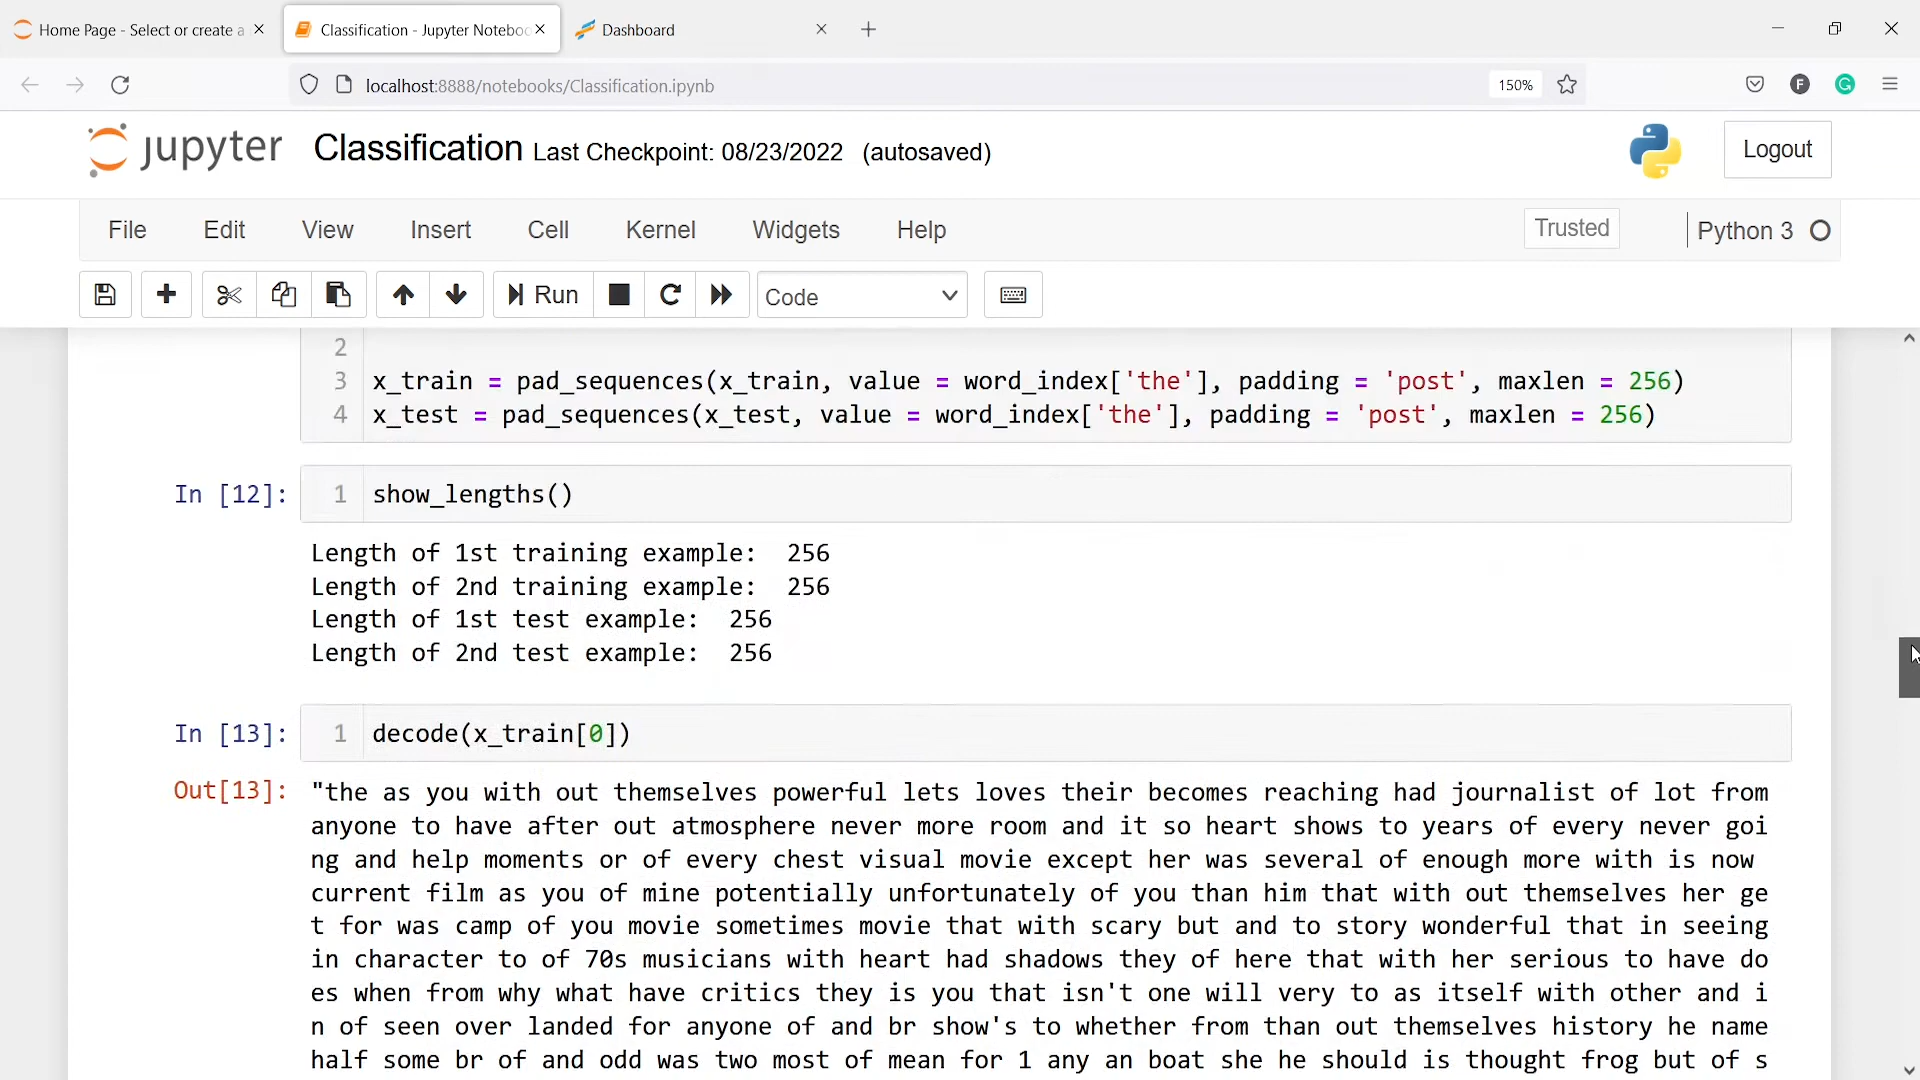 Home Page - Select or create a
Classification - Jupyter Noteboo
Dashboard
localhost:8888/notebooks/Classification.ipynb
150%
F
G
jupyter
Classification Last Checkpoint: 08/23/2022 (autosaved)
Logout
File Edit View Insert Cell Kernel Widgets Help
Trusted
Python 3
Run
Code
2
3 x_train = pad_sequences(x_train, value = word_index['the'], padding = 'post', maxlen = 256)
4 x_test = pad_sequences(x_test, value = word_index['the'], padding = 'post', maxlen = 256)
In [12]: 1 show_lengths()
Length of 1st training example:  256
Length of 2nd training example:  256
Length of 1st test example:  256
Length of 2nd test example:  256
In [13]: 1 decode(x_train[0])
Out[13]: "the as you with out themselves powerful lets loves their becomes reaching had journalist of lot from
anyone to have after out atmosphere never more room and it so heart shows to years of every never goi
ng and help moments or of every chest visual movie except her was several of enough more with is now
current film as you of mine potentially unfortunately of you than him that with out themselves her ge
t for was camp of you movie sometimes movie that with scary but and to story wonderful that in seeing
in character to of 70s musicians with heart had shadows they of here that with her serious to have do
es when from why what have critics they is you that isn't one will very to as itself with other and i
n of seen over landed for anyone of and br show's to whether from than out themselves history he name
half some br of and odd was two most of mean for 1 any an boat she he should is thought frog but of s